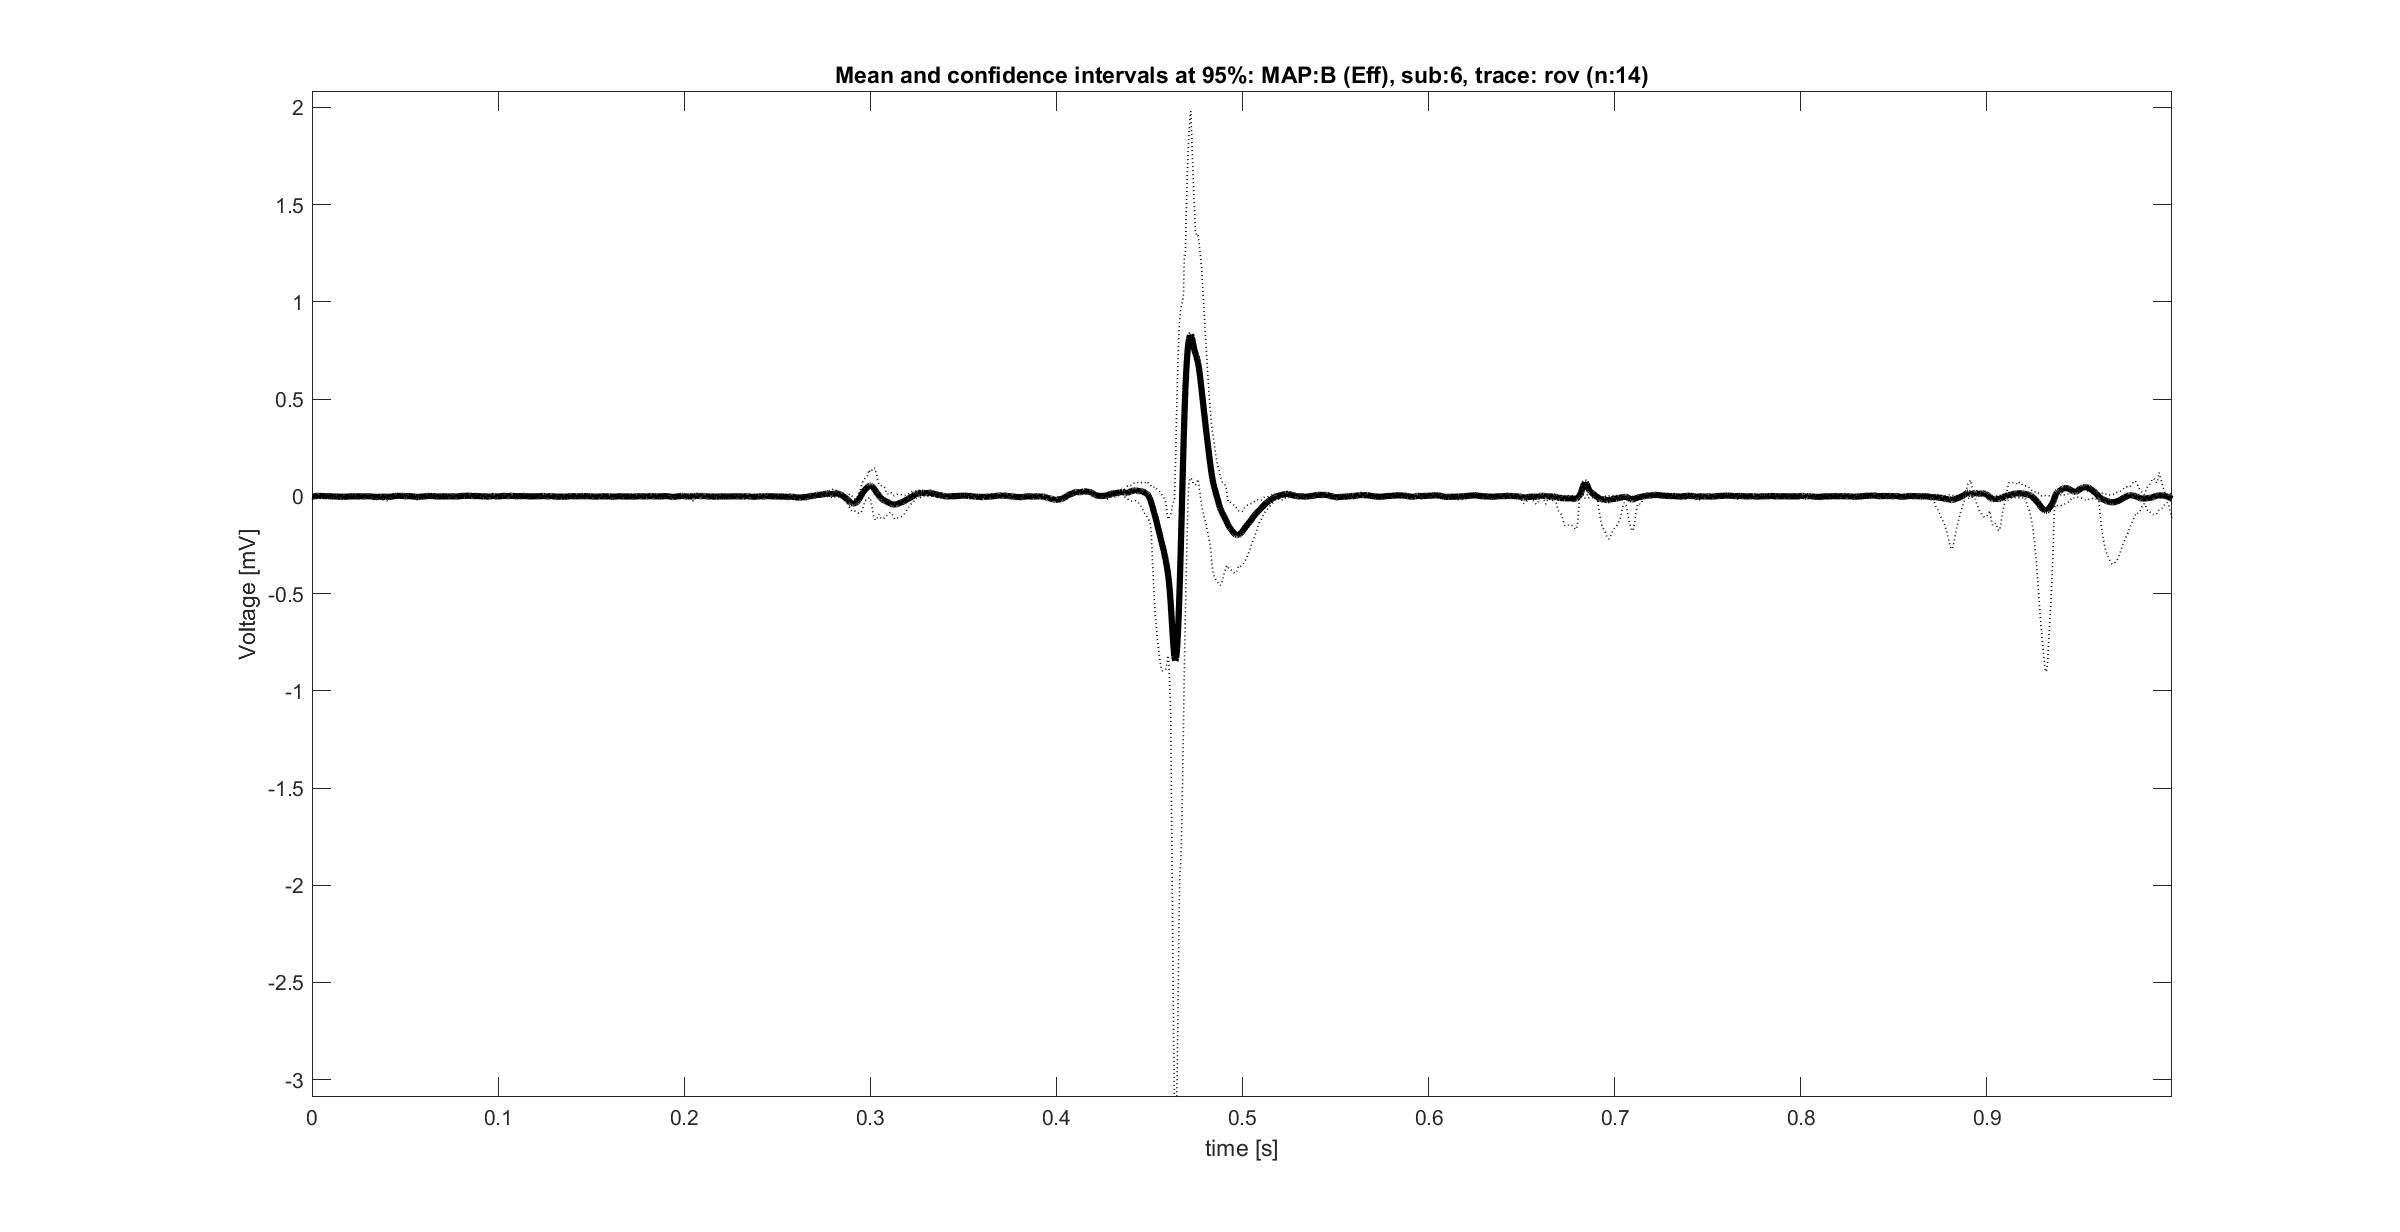 Mean and confidence intervals at 95%: MAP:B (Eff), sub:6, trace: rov (n:14)
2
1.5
1
0.5
0
-0.5
-1
-1.5
-2
-2.5
-3
Voltage [mV]
0 0.1 0.2 0.3 0.4 0.5 0.6 0.7 0.8 0.9
time [s]